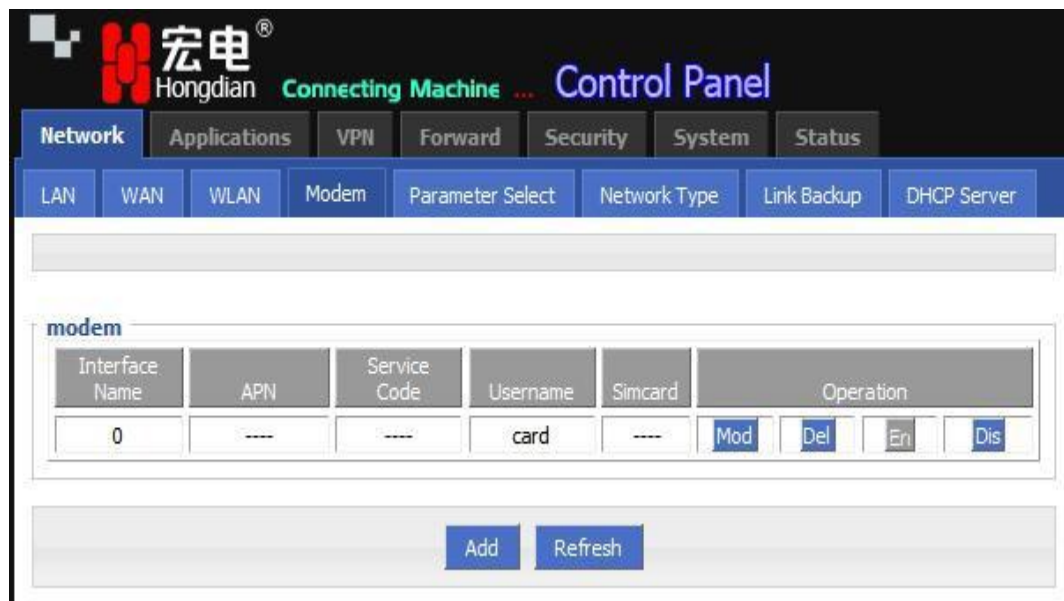 宏电®
Hongdian Connecting Machine ... Control Panel
Network Applications VPN Forward Security System Status
LAN WAN WLAN Modem Parameter Select Network Type Link Backup DHCP Server
modem
Interface Name APN Service Code Username Simcard Operation
0 ---- ---- card ---- Mod Del En Dis
Add Refresh